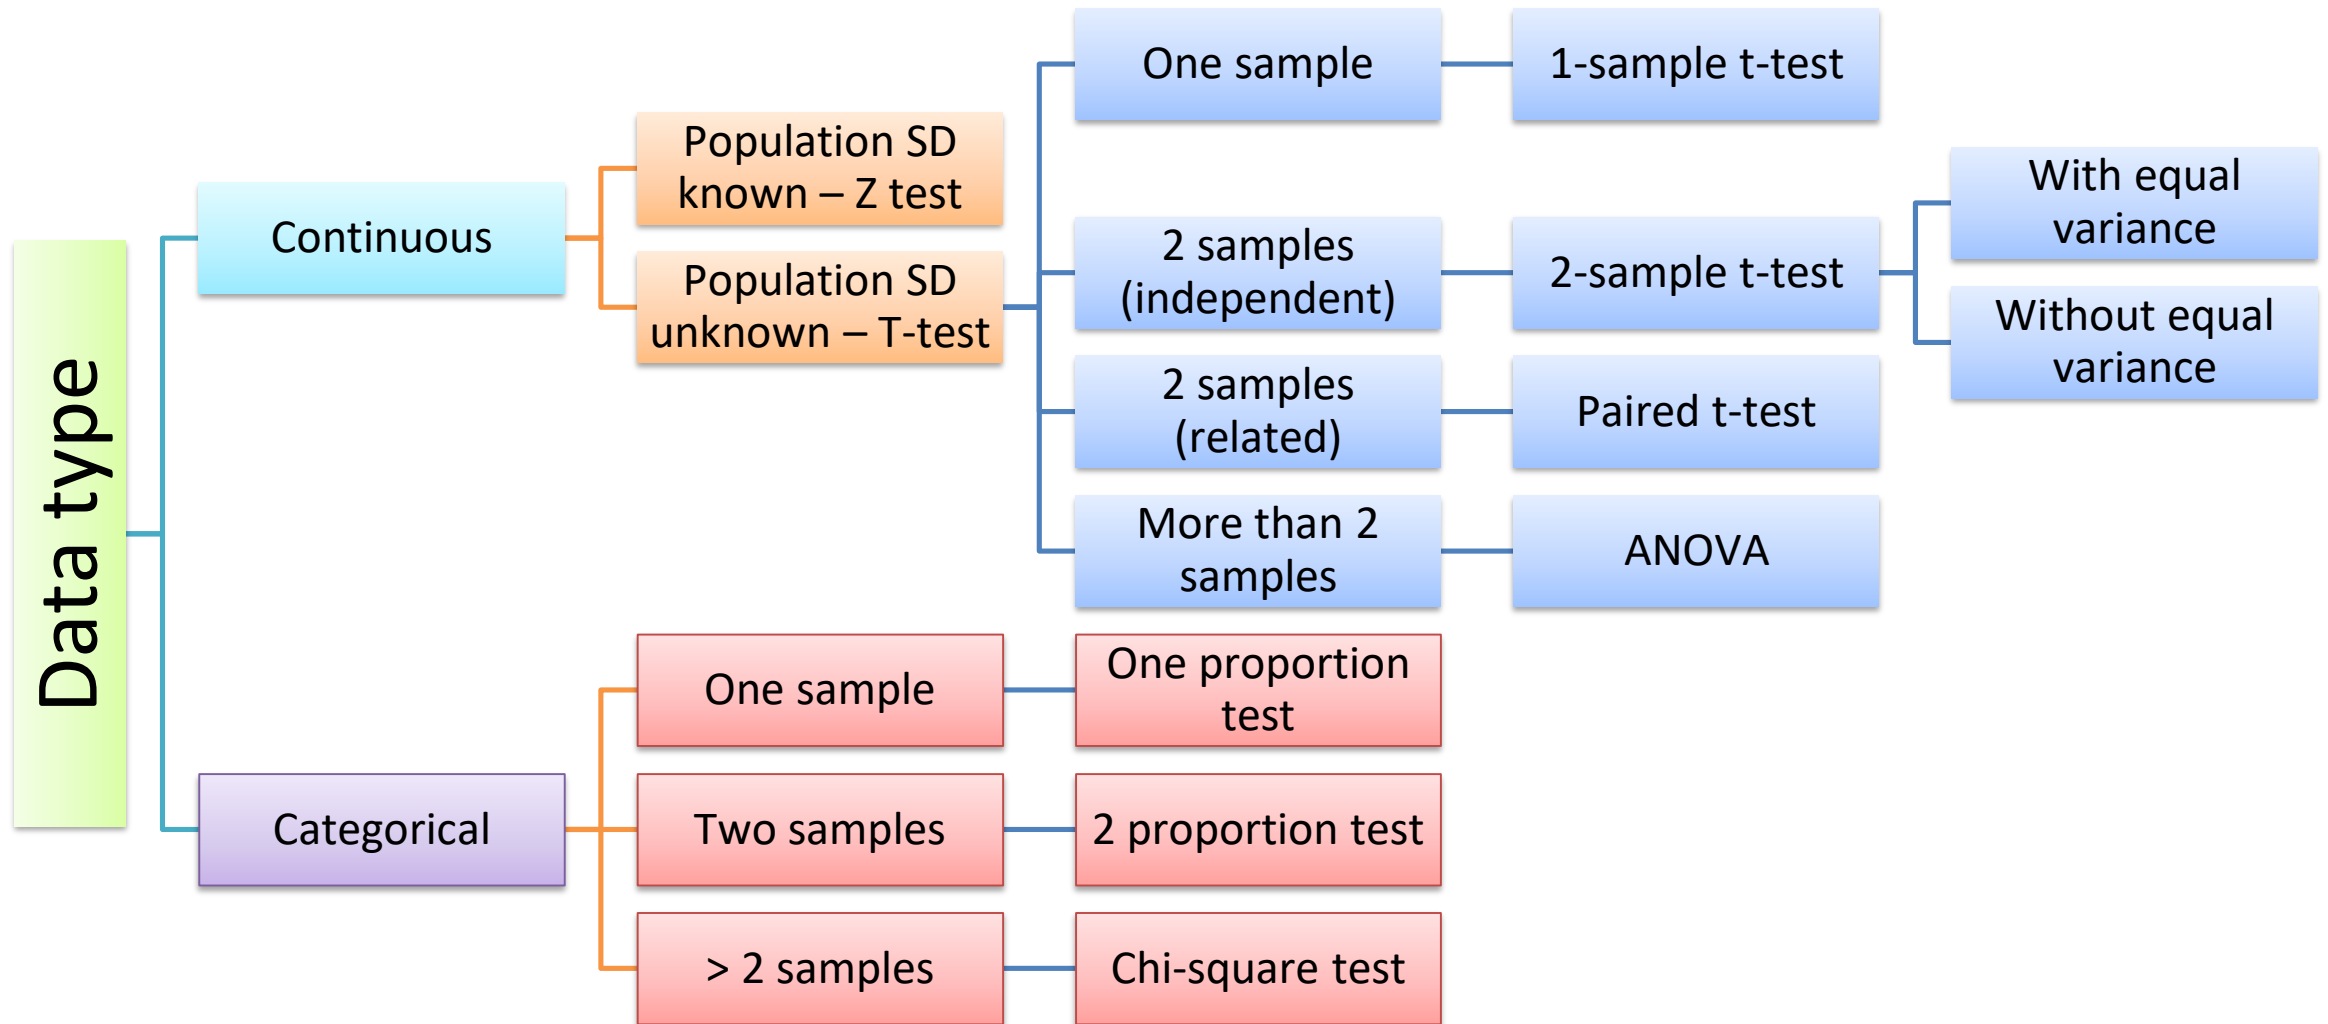 Data type
Continuous
Population SD
known – Z test
Population SD
unknown – T-test
One sample
1-sample t-test
2 samples
(independent)
2-sample t-test
With equal
variance
Without equal
variance
2 samples
(related)
Paired t-test
More than 2
samples
ANOVA
Categorical
One sample
One proportion
test
Two samples
2 proportion test
> 2 samples
Chi-square test